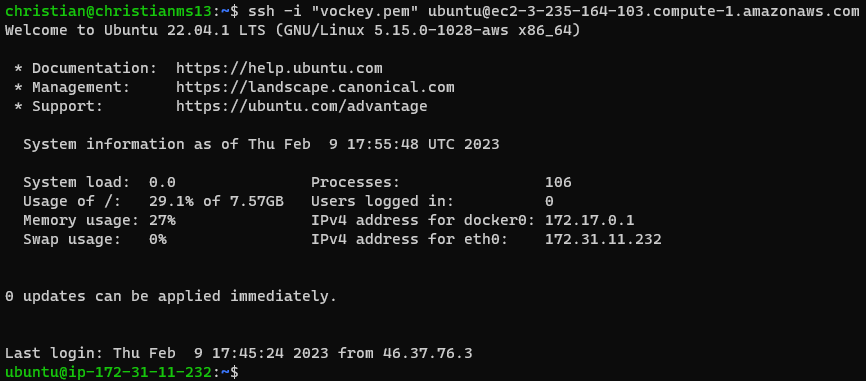 christian@christianms13:~$ ssh -i "vockey.pem" ubuntu@ec2-3-235-164-103.compute-1.amazonaws.com
Welcome to Ubuntu 22.04.1 LTS (GNU/Linux 5.15.0-1028-aws x86_64)
* Documentation:  https://help.ubuntu.com
* Management:     https://landscape.canonical.com
* Support:        https://ubuntu.com/advantage
System information as of Thu Feb  9 17:55:48 UTC 2023
System load:  0.0               Processes:                106
Usage of /:   29.1% of 7.57GB   Users logged in:          0
Memory usage: 27%               IPv4 address for docker0: 172.17.0.1
Swap usage:   0%                IPv4 address for eth0:    172.31.11.232
0 updates can be applied immediately.
Last login: Thu Feb  9 17:45:24 2023 from 46.37.76.3
ubuntu@ip-172-31-11-232:~$